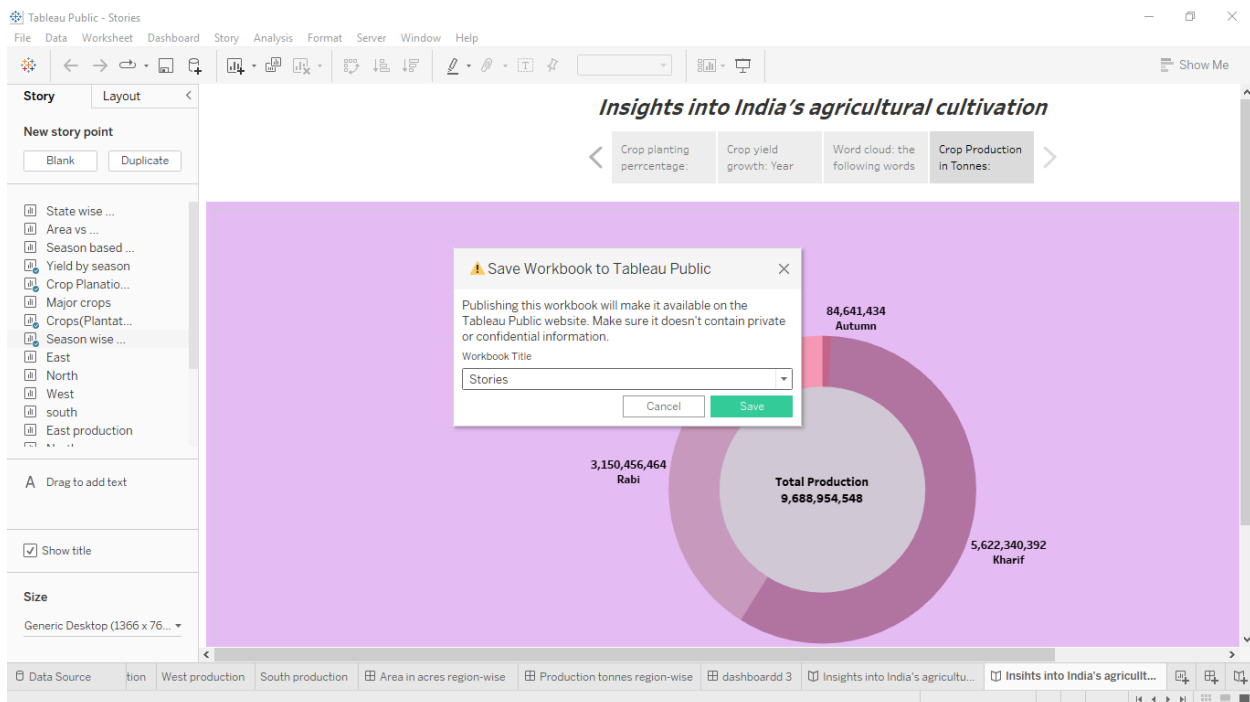 Tableau Public - Stories
File Data Worksheet Dashboard Story Analysis Format Server Window Help
Show Me
Story Layout
New story point
Blank Duplicate
State wise ...
Area vs ...
Season based ...
Yield by season
Crop Planatio...
Major crops
Crops(Plantat...
Season wise ...
East
North
West
south
East production
A Drag to add text
Show title
Size
Generic Desktop (1366 x 76...
Insights into India's agricultural cultivation
Crop planting
perrcentage:
Crop yield
growth: Year
Word cloud: the
following words
Crop Production
in Tonnes:
Save Workbook to Tableau Public
Publishing this workbook will make it available on the
Tableau Public website. Make sure it doesn't contain private
or confidential information.
Workbook Title
Stories
Cancel Save
84,641,434
Autumn
3,150,456,464
Rabi
Total Production
9,688,954,548
5,622,340,392
Kharif
Data Source tion West production South production Area in acres region-wise Production tonnes region-wise dashboardd 3 Insights into India's agricultu... Insihts into India's agricullt...